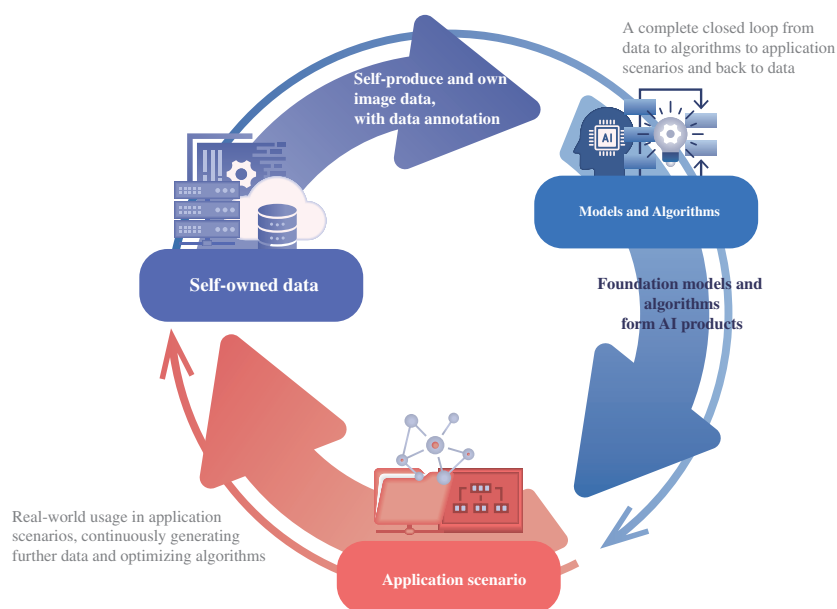 A complete closed loop from
data to algorithms to application
scenarios and back to data
Self-produce and own
image data,
with data annotation
AI
Models and Algorithms
Self-owned data
Foundation models and
algorithms
form AI products
Real-world usage in application
scenarios, continuously generating
further data and optimizing algorithms
Application scenario